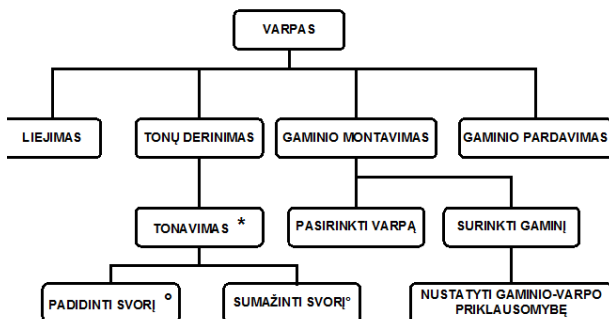 VARPAS
LIEJIMAS
TONŲ DERINIMAS
GAMINIO MONTAVIMAS
GAMINIO PARDAVIMAS
TONAVIMAS *
PASIRINKTI VARPĄ
SURINKTI GAMINĮ
PADIDINTI SVORĮ °
SUMAŽINTI SVORĮ°
NUSTATYTI GAMINIO-VARPO
PRIKLAUSOMYBĘ